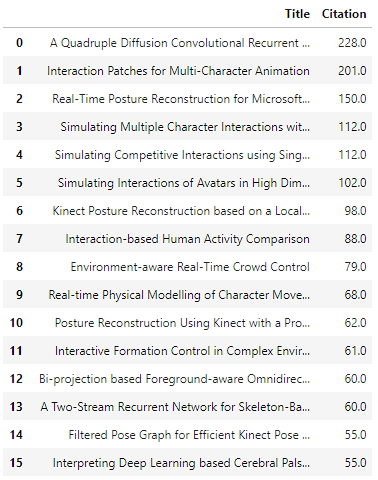 Title Citation
0 A Quadruple Diffusion Convolutional Recurrent ... 228.0
1 Interaction Patches for Multi-Character Animation 201.0
2 Real-Time Posture Reconstruction for Microsoft... 150.0
3 Simulating Multiple Character Interactions wit... 112.0
4 Simulating Competitive Interactions using Sing... 112.0
5 Simulating Interactions of Avatars in High Dim... 102.0
6 Kinect Posture Reconstruction based on a Local... 98.0
7 Interaction-based Human Activity Comparison 88.0
8 Environment-aware Real-Time Crowd Control 79.0
9 Real-time Physical Modelling of Character Move... 68.0
10 Posture Reconstruction Using Kinect with a Pro... 62.0
11 Interactive Formation Control in Complex Envir... 61.0
12 Bi-projection based Foreground-aware Omnidirec... 60.0
13 A Two-Stream Recurrent Network for Skeleton-Ba... 60.0
14 Filtered Pose Graph for Efficient Kinect Pose ... 55.0
15 Interpreting Deep Learning based Cerebral Pals... 55.0